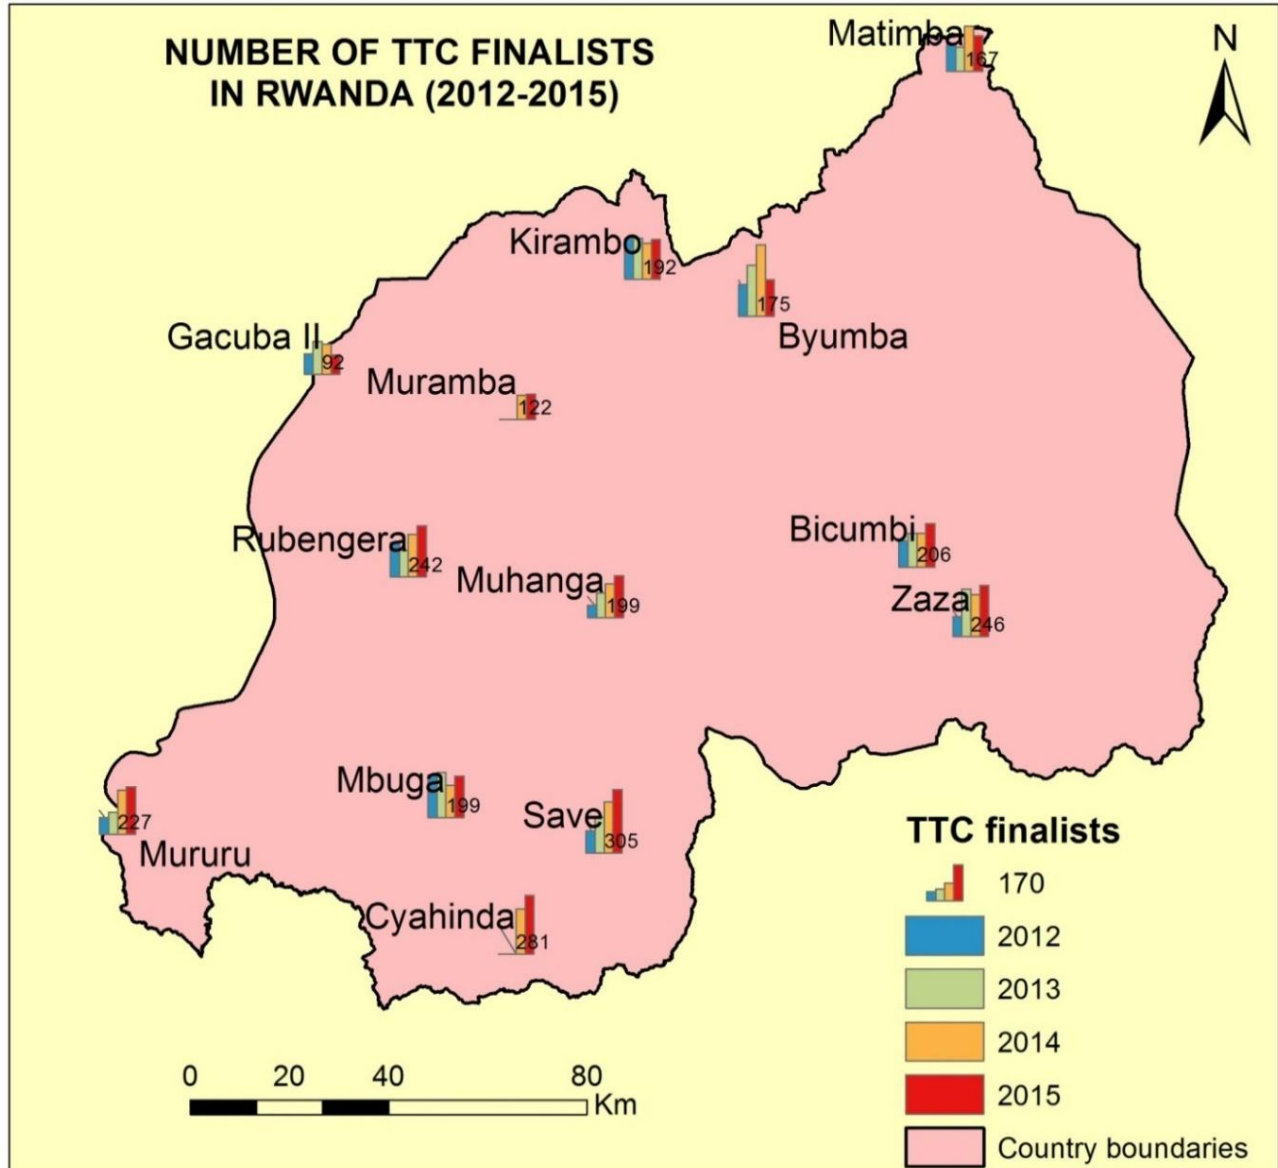 NUMBER OF TTC FINALISTS
IN RWANDA (2012-2015)
N
Matimba
167
Kirambo
192
175
Byumba
Gacuba II
92
Muramba
122
Rubengera
242
Muhanga
199
Bicumbi
206
Zaza
246
Mbuga
199
Save
305
227
Mururu
Cyahinda
281
TTC finalists
170
2012
2013
2014
2015
Country boundaries
0 20 40 80
Km